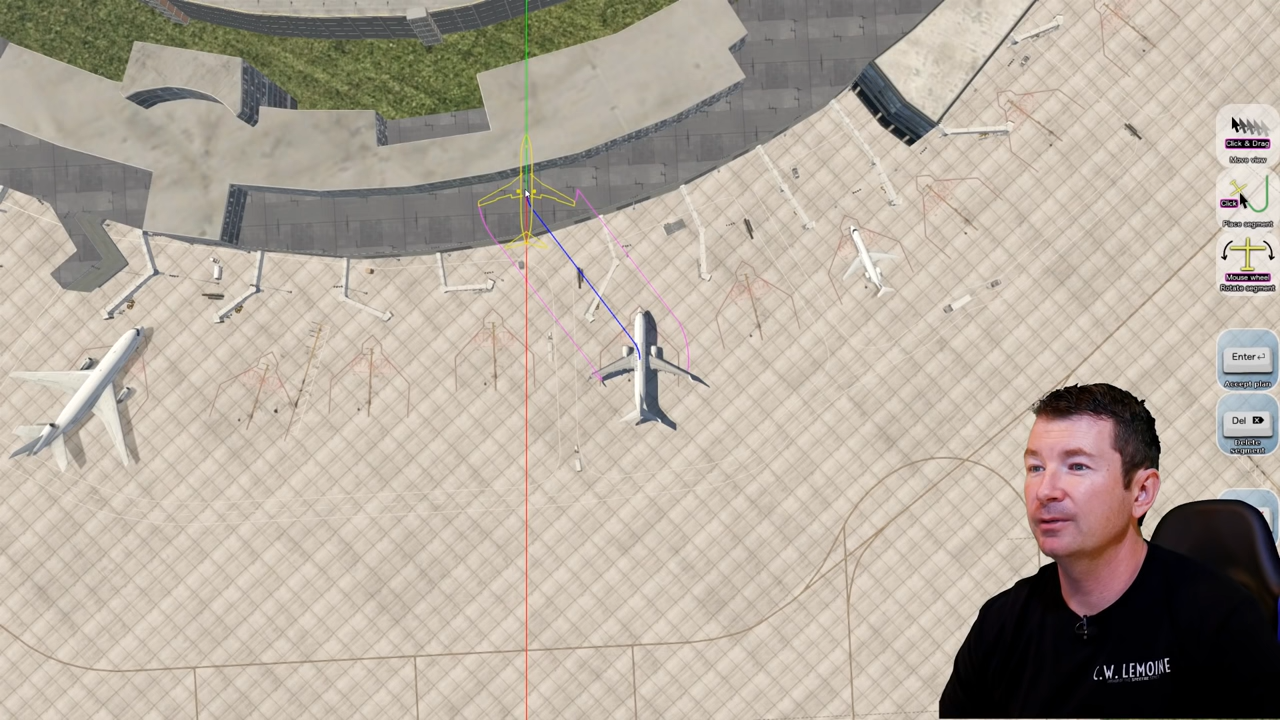 Click & Drag
Move view
Click
Place segment
Mouse wheel
Rotate segment
Enter
Accept plan
Del
Delete
segment
C.W. LEMOINE